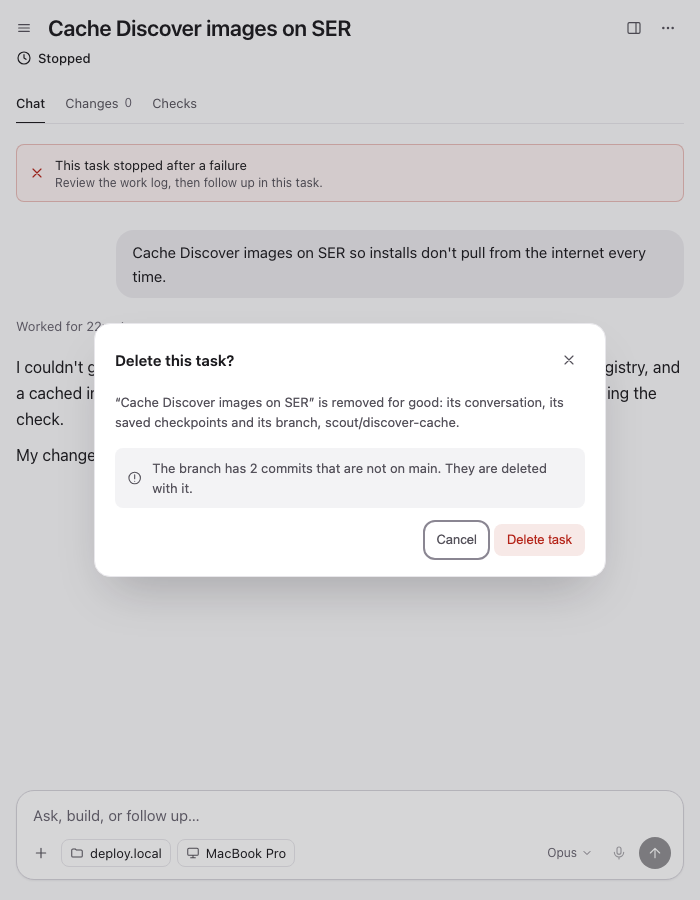 Cache Discover images on SER
Stopped
Chat
Changes 0
Checks
This task stopped after a failure
Review the work log, then follow up in this task.
Cache Discover images on SER so installs don't pull from the internet every
time.
Worked for 22
I couldn't
gistry, and
a cached
ing the
check.
My change
Delete this task?
“Cache Discover images on SER” is removed for good: its conversation, its
saved checkpoints and its branch, scout/discover-cache.
The branch has 2 commits that are not on main. They are deleted
with it.
Cancel
Delete task
Ask, build, or follow up...
deploy.local
MacBook Pro
Opus